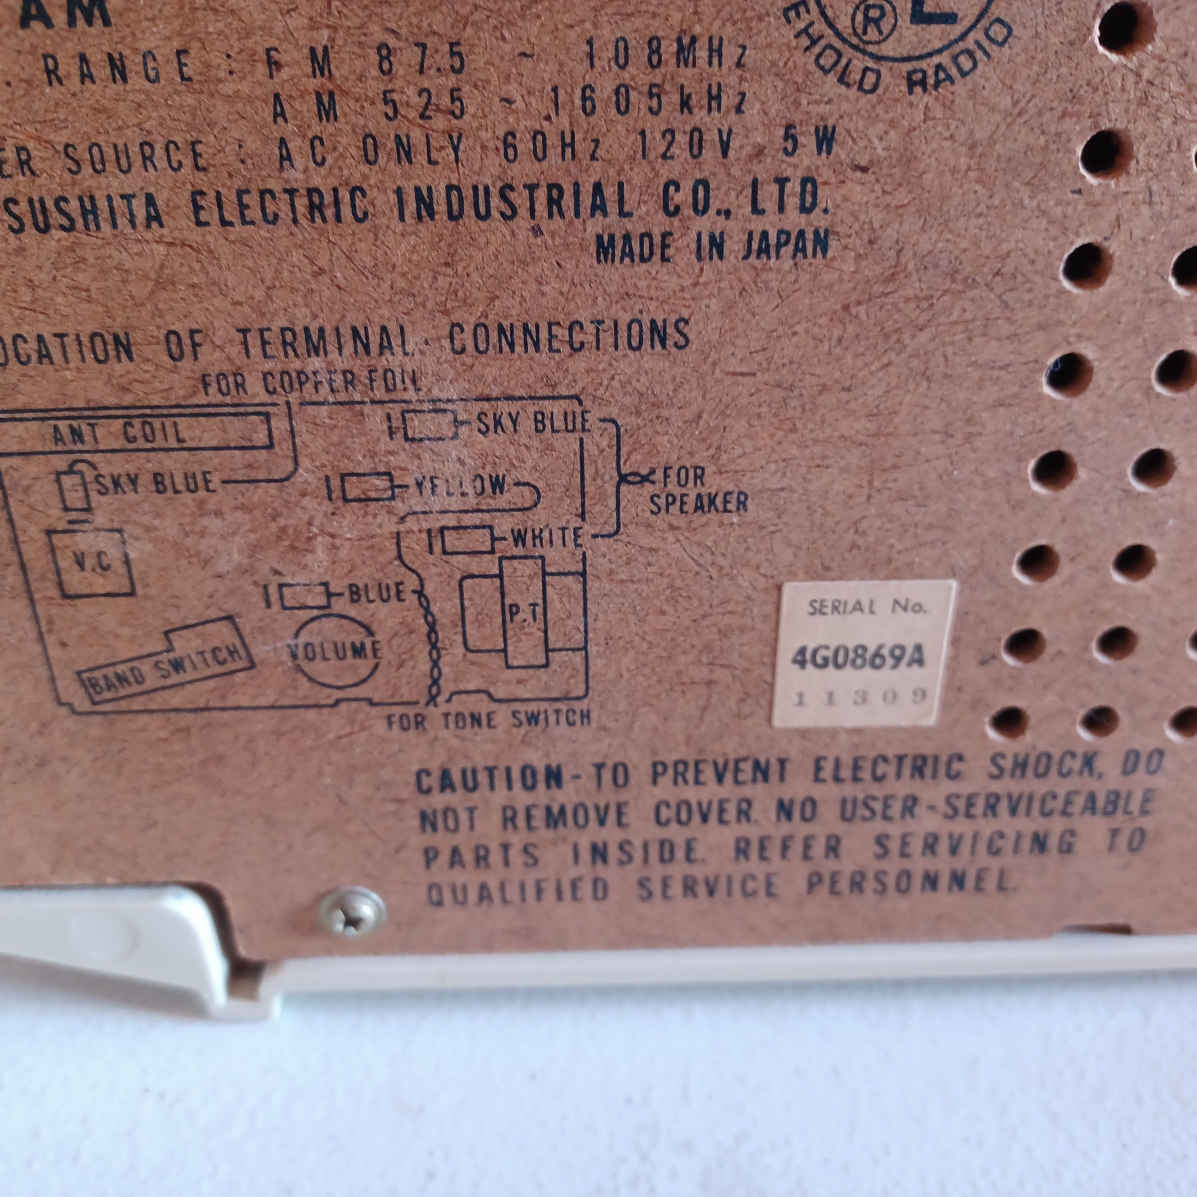 AM
. RANGE : FM 87.5 ~ 108MHz
AM 525 ~ 1605kHz
ER SOURCE : AC ONLY 60Hz 120V 5W
SUSHITA ELECTRIC INDUSTRIAL CO., LTD.
MADE IN JAPAN
®
L
EHOLD RADIO
OCATION OF TERMINAL CONNECTIONS
FOR COPPER FOIL
ANT COIL
SKY BLUE
SKY BLUE
YELLOW
FOR
SPEAKER
WHITE
V.C
BLUE
P.T
VOLUME
BAND SWITCH
FOR TONE SWITCH
SERIAL No.
4G0869A
11309
CAUTION-TO PREVENT ELECTRIC SHOCK, DO
NOT REMOVE COVER. NO USER-SERVICEABLE
PARTS INSIDE. REFER SERVICING TO
QUALIFIED SERVICE PERSONNEL.